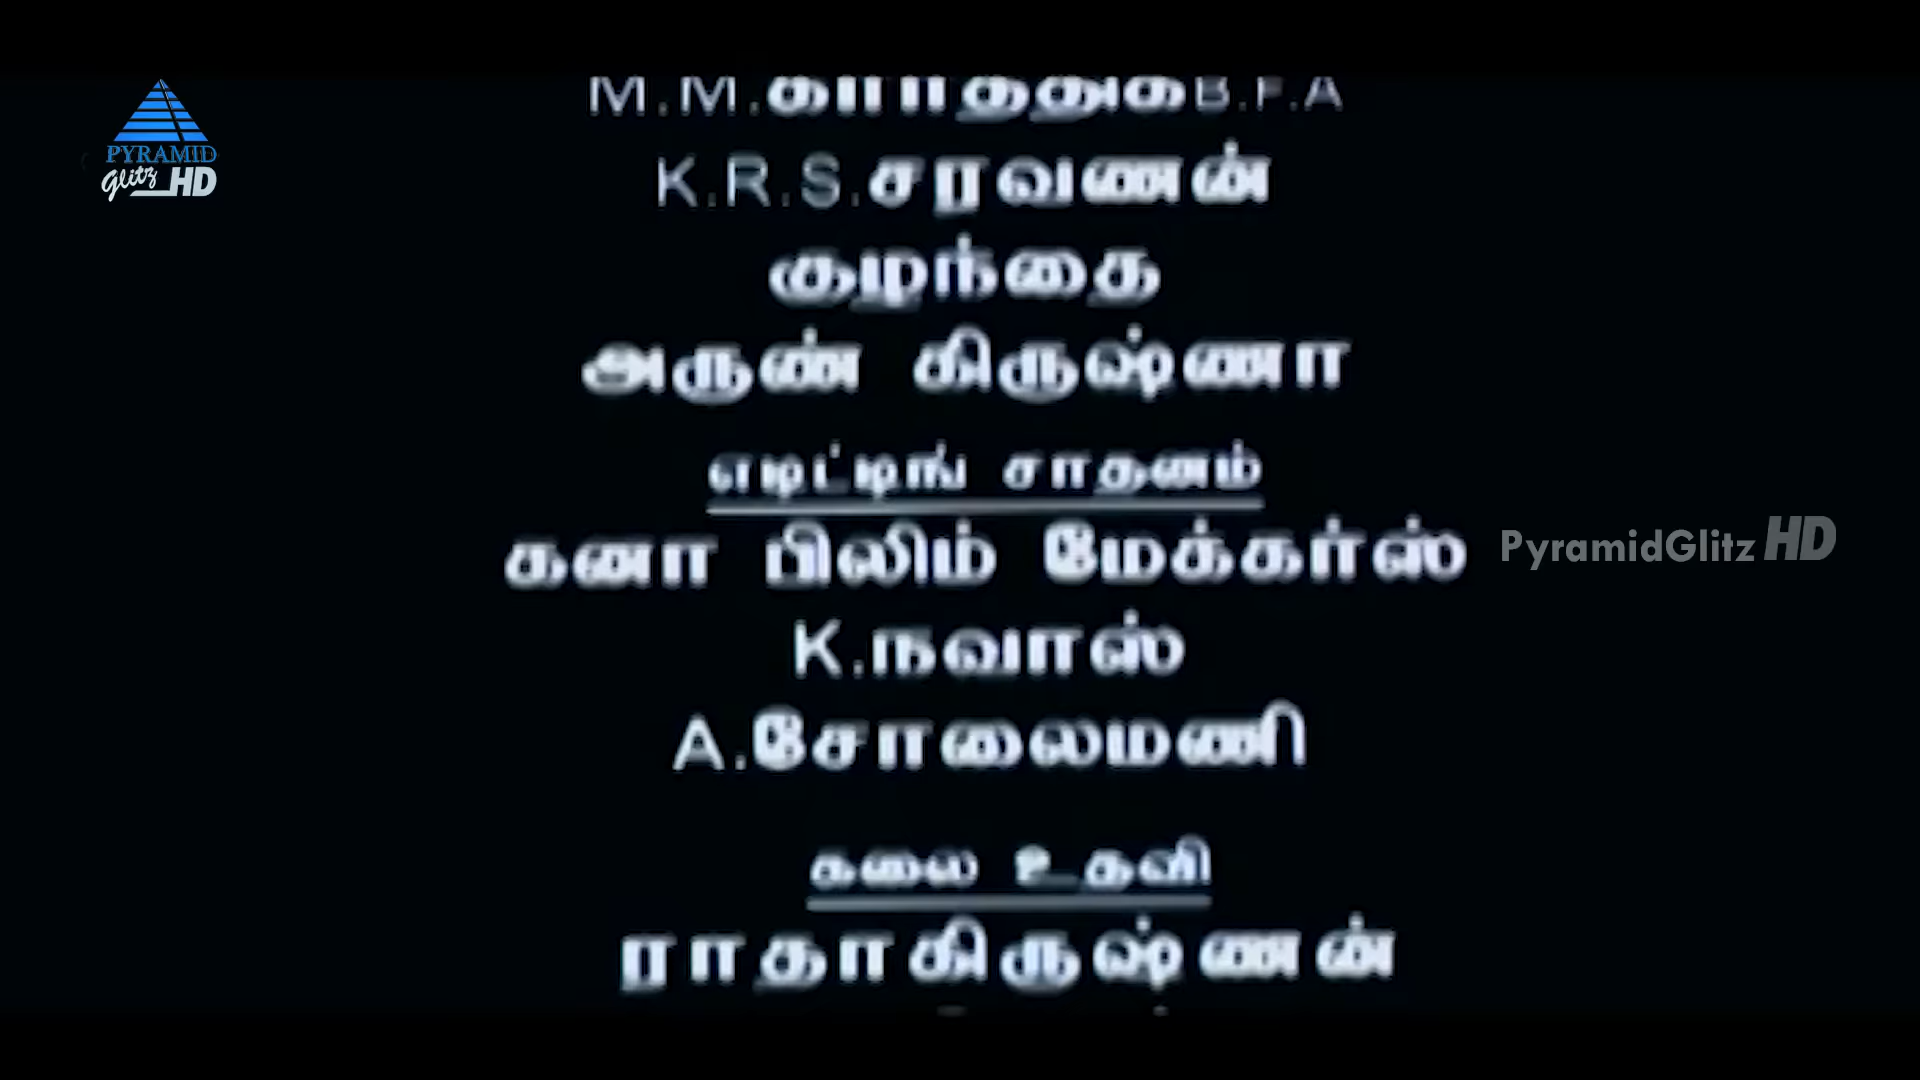 PYRAMID
glitz HD
M.M.கார்த்திக் B.F.A
K.R.S.சரவணன்
குழந்தை
அருண் கிருஷ்ணா
எடிட்டிங் சாதனம்
கனா பிலிம் மேக்கர்ஸ்
PyramidGlitz HD
K.நவாஸ்
A.சோலைமணி
கலை உதவி
ராதாகிருஷ்ணன்